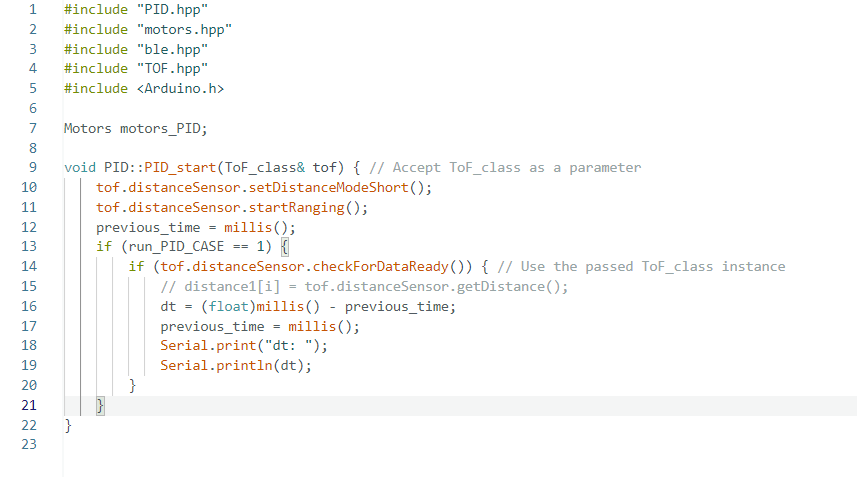 1 #include "PID.hpp"
2 #include "motors.hpp"
3 #include "ble.hpp"
4 #include "TOF.hpp"
5 #include <Arduino.h>
6
7 Motors motors_PID;
8
9 void PID::PID_start(ToF_class& tof) { // Accept ToF_class as a parameter
10     tof.distanceSensor.setDistanceModeShort();
11     tof.distanceSensor.startRanging();
12     previous_time = millis();
13     if (run_PID_CASE == 1) {
14         if (tof.distanceSensor.checkForDataReady()) { // Use the passed ToF_class instance
15             // distance1[i] = tof.distanceSensor.getDistance();
16             dt = (float)millis() - previous_time;
17             previous_time = millis();
18             Serial.print("dt: ");
19             Serial.println(dt);
20         }
21     }
22 }
23